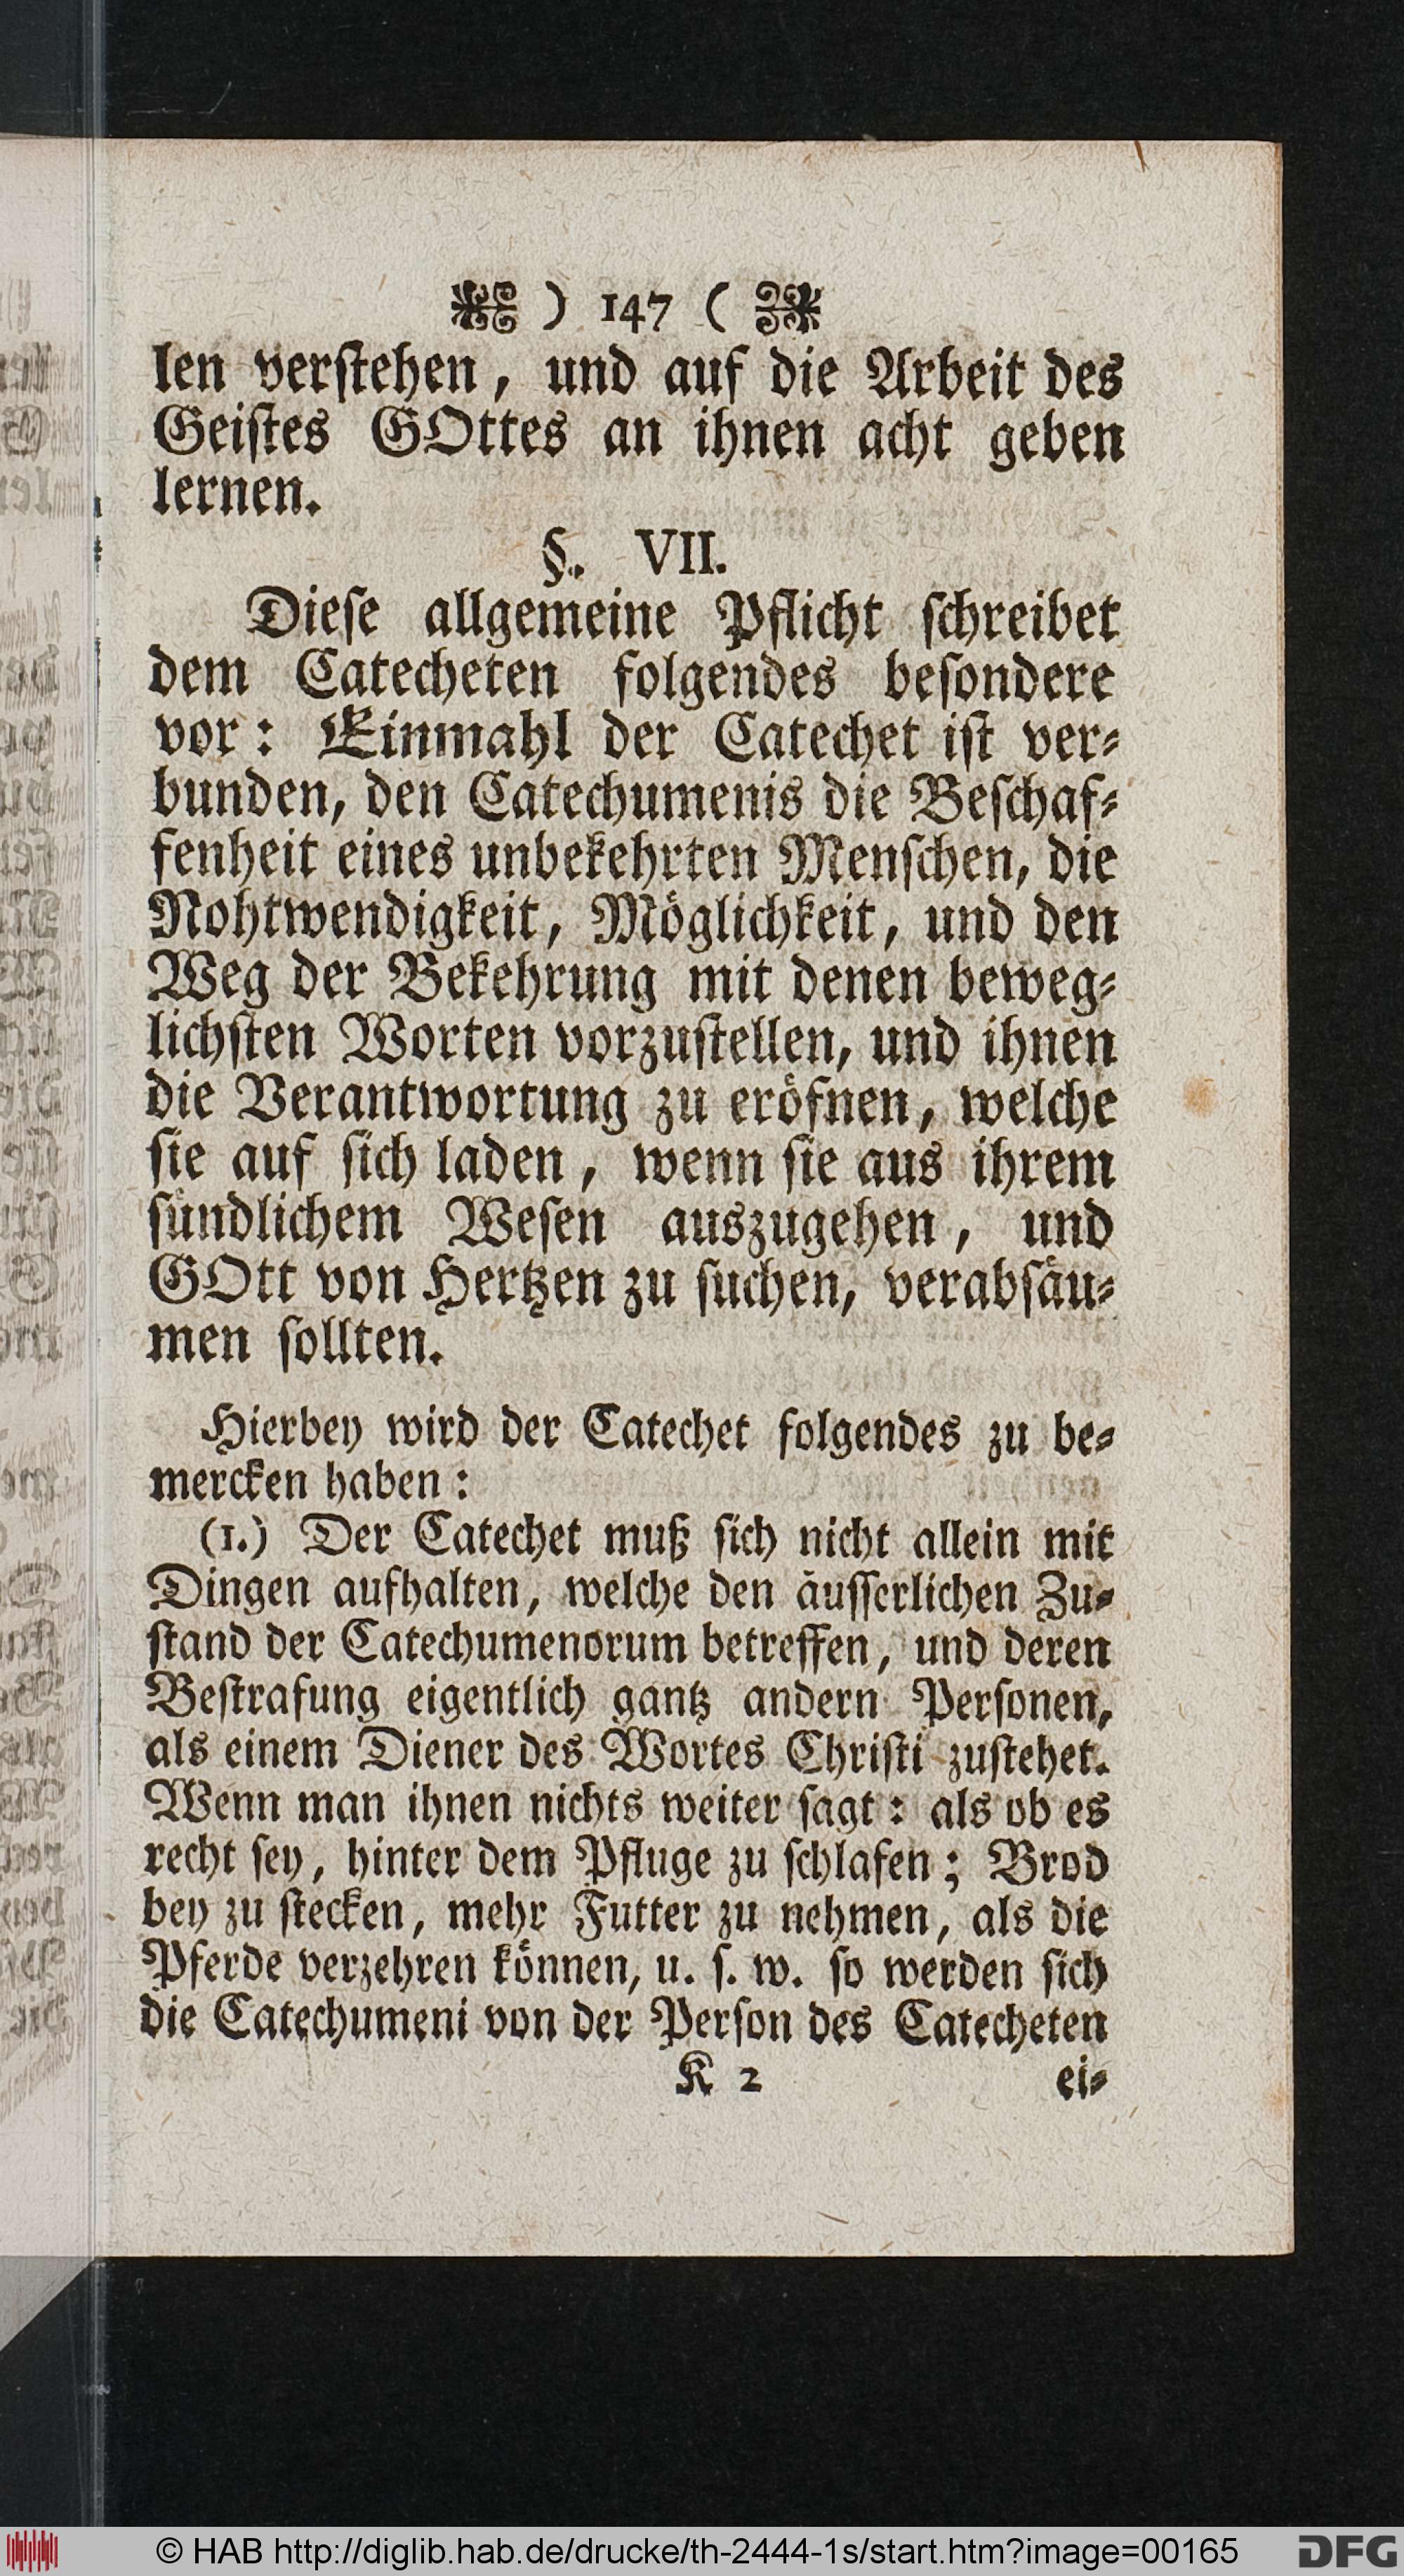 ) 147 (
len verſtehen, und auf die Arbeit des
Geiſtes GOttes an ihnen acht geben
lernen.
§. VII.
Dieſe allgemeine Pflicht ſchreibet
dem Catecheten folgendes beſondere
vor: Einmahl der Catechet iſt ver⸗
bunden, den Catechumenis die Beſchaf⸗
fenheit eines unbekehrten Menſchen, die
Nohtwendigkeit, Möglichkeit, und den
Weg der Bekehrung mit denen beweg⸗
lichſten Worten vorzuſtellen, und ihnen
die Verantwortung zu eröfnen, welche
ſie auf ſich laden, wenn ſie aus ihrem
ſündlichem Weſen auszugehen, und
GOtt von Hertzen zu ſuchen, verabſäu⸗
men ſollten.
Hierbey wird der Catechet folgendes zu be⸗
mercken haben:
(1.) Der Catechet muß ſich nicht allein mit
Dingen aufhalten, welche den äuſſerlichen Zu⸗
ſtand der Catechumenorum betreffen, und deren
Beſtrafung eigentlich gantz andern Perſonen,
als einem Diener des Wortes Chriſti zuſtehet.
Wenn man ihnen nichts weiter ſagt: als ob es
recht ſey, hinter dem Pfluge zu ſchlafen; Brod
bey zu ſtecken, mehr Futter zu nehmen, als die
Pferde verzehren können, u. ſ. w. ſo werden ſich
die Catechumeni von der Perſon des Catecheten
K 2 ei⸗
© HAB http://diglib.hab.de/drucke/th-2444-1s/start.htm?image=00165
DFG